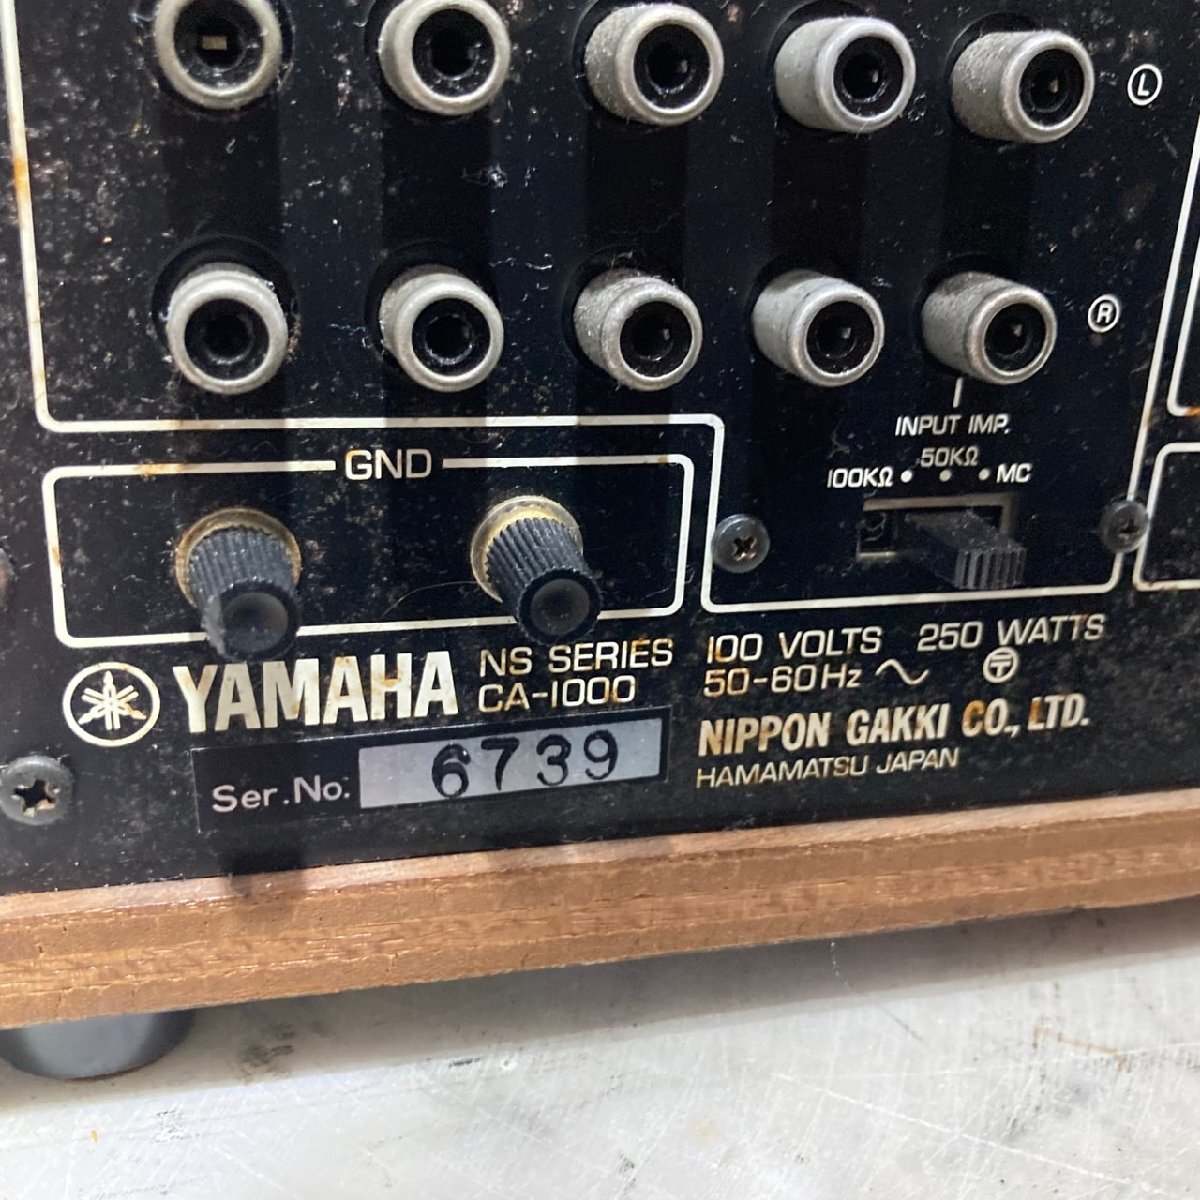 L
R
INPUT IMP.
50KΩ
100KΩ • • • MC
GND
YAMAHA
NS SERIES
CA-1000
100 VOLTS 250 WATTS
50-60Hz ~ 〒
NIPPON GAKKI CO., LTD.
HAMAMATSU JAPAN
Ser.No. 6739